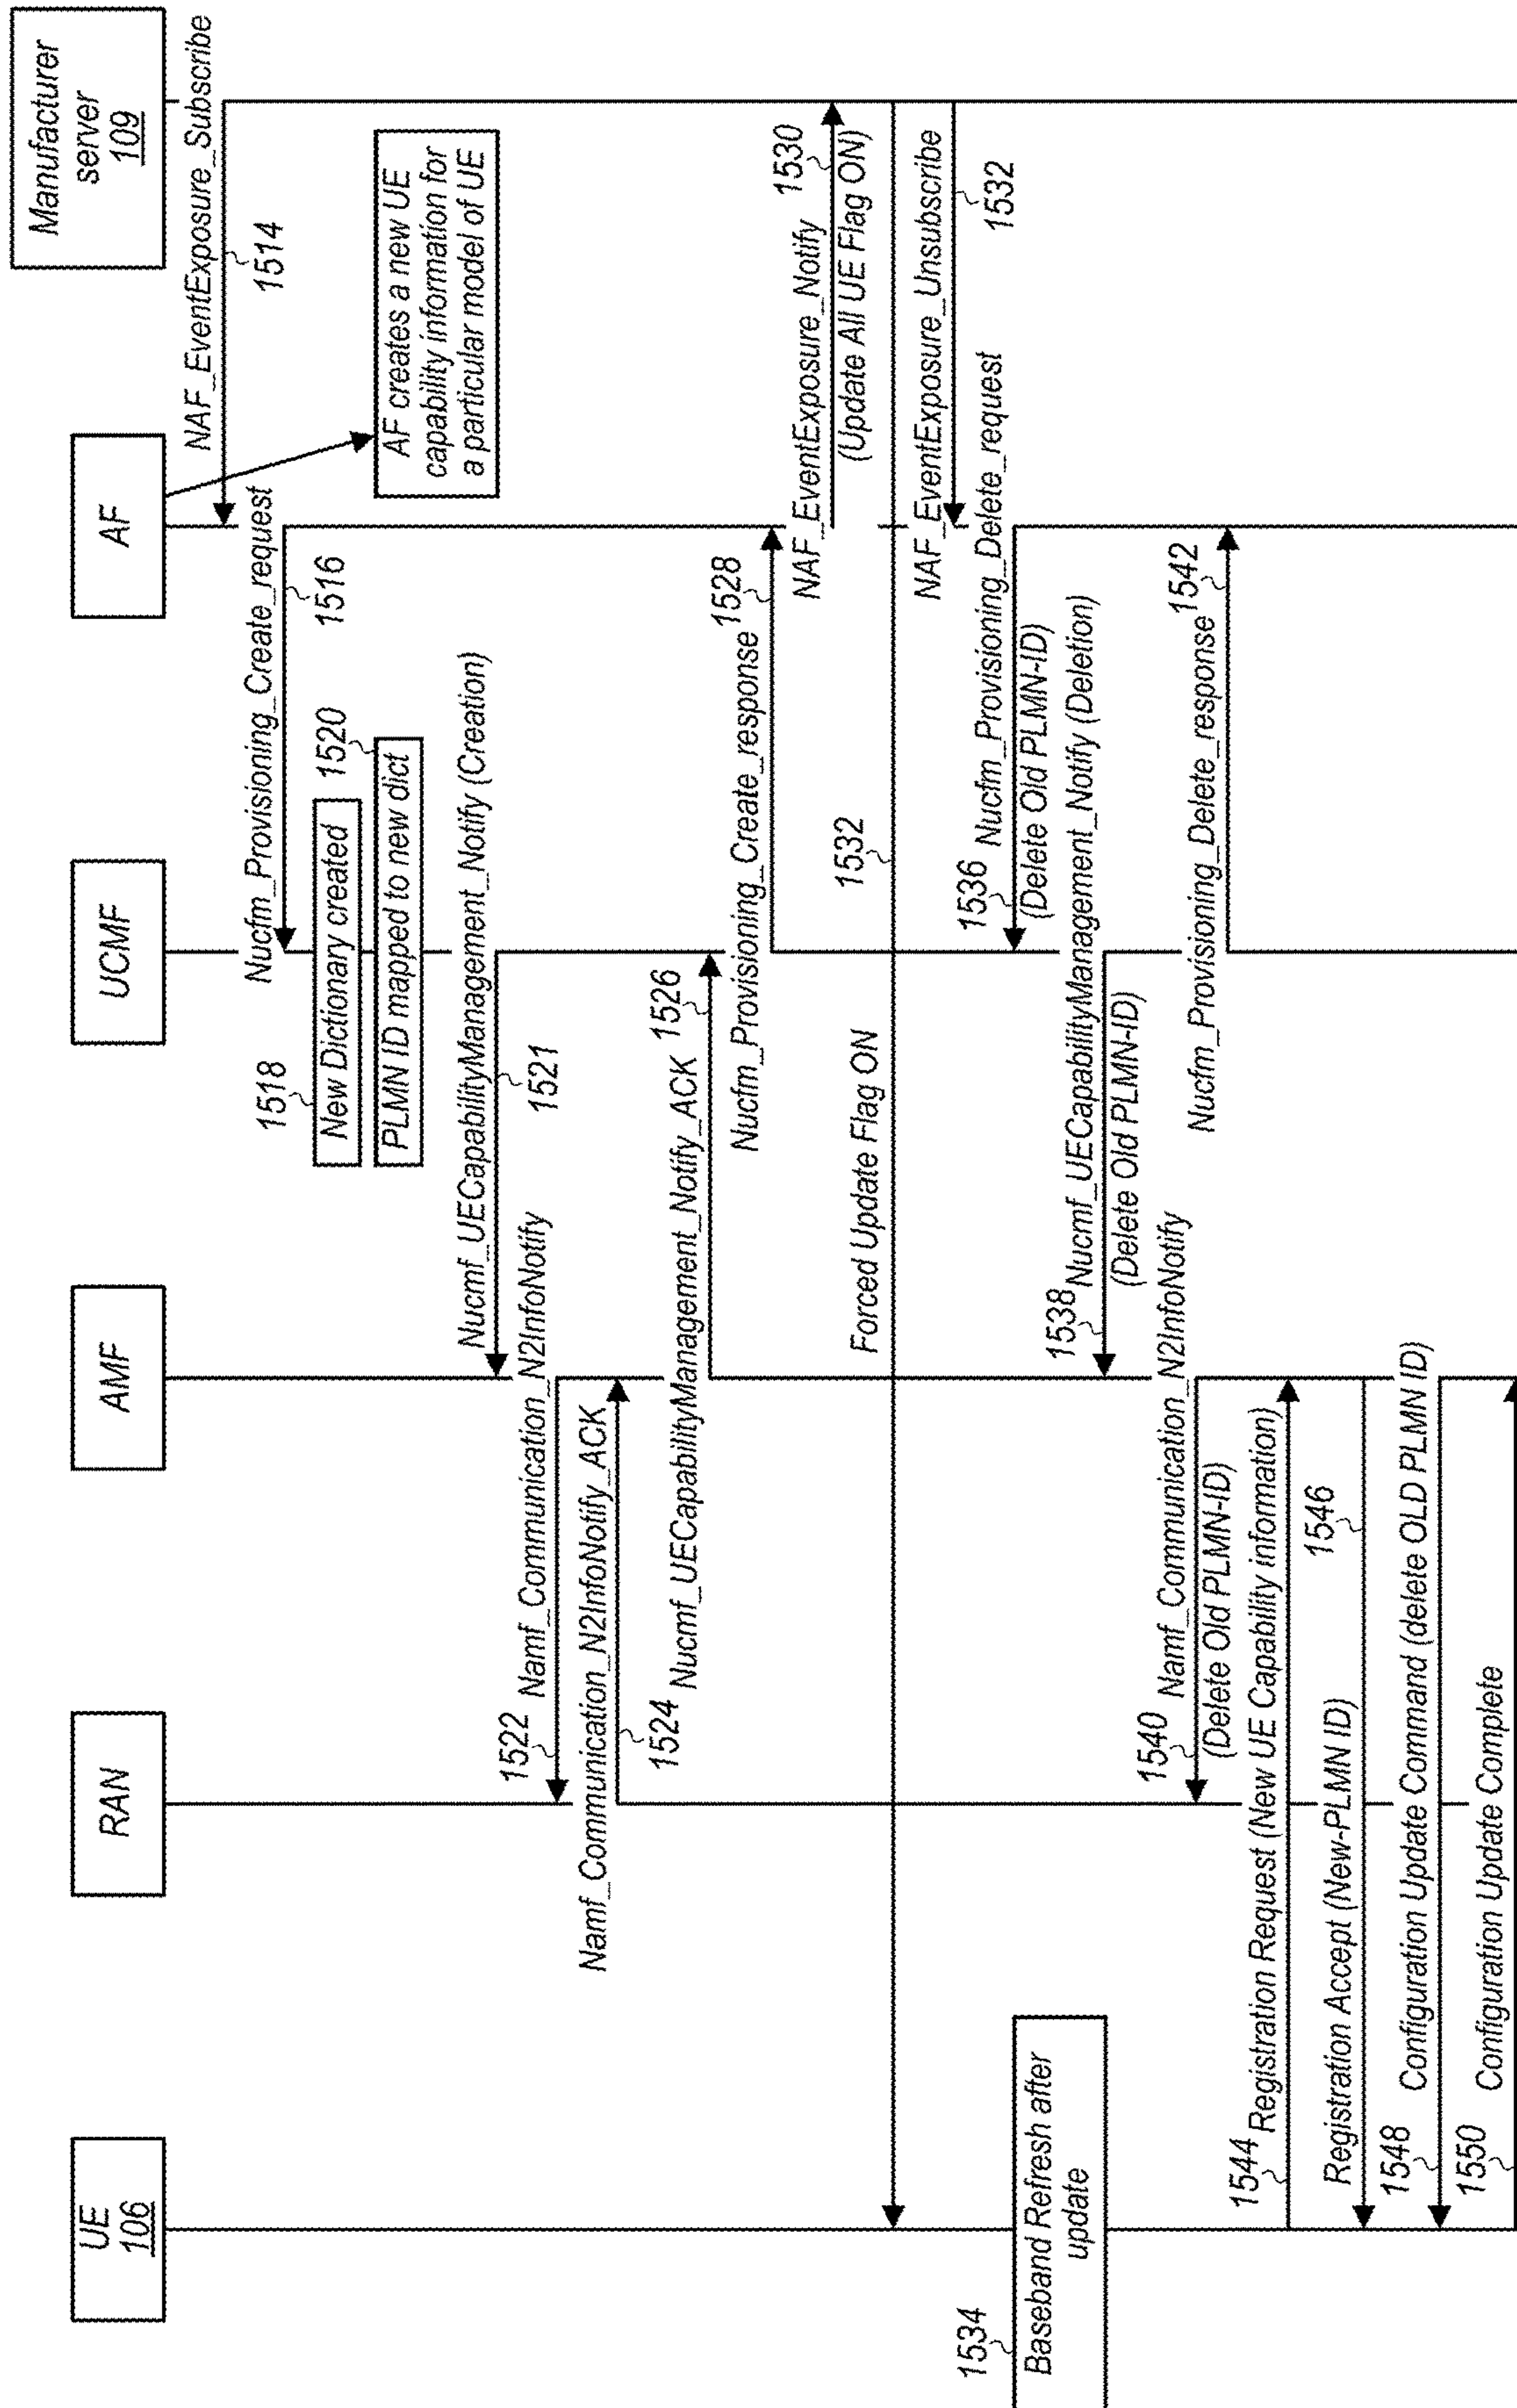 UE
106
RAN
AMF
UCMF
AF
Manufacturer
server
109
NAF_EventExposure_Subscribe
1514
AF creates a new UE
capability information for
a particular model of UE
Nucfm_Provisioning_Create_request
1516
1518
New Dictionary created
1520
PLMN ID mapped to new dict
Nucmf_UECapabilityManagement_Notify (Creation)
1521
1522
Namf_Communication_N2InfoNotify
Namf_Communication_N2InfoNotify_ACK
1524
Nucmf_UECapabilityManagement_Notify_ACK
1526
Nucfm_Provisioning_Create_response
1528
NAF_EventExposure_Notify
1530
(Update All UE Flag ON)
Forced Update Flag ON
1532
NAF_EventExposure_Unsubscribe
1532
1534
Baseband Refresh after
update
1536
Nucfm_Provisioning_Delete_request
(Delete Old PLMN-ID)
1538
Nucmf_UECapabilityManagement_Notify (Deletion)
(Delete Old PLMN-ID)
1540
Namf_Communication_N2InfoNotify
(Delete Old PLMN-ID)
Nucfm_Provisioning_Delete_response
1542
1544
Registration Request (New UE Capability information)
Registration Accept (New-PLMN ID)
1546
1548
Configuration Update Command (delete OLD PLMN ID)
1550
Configuration Update Complete